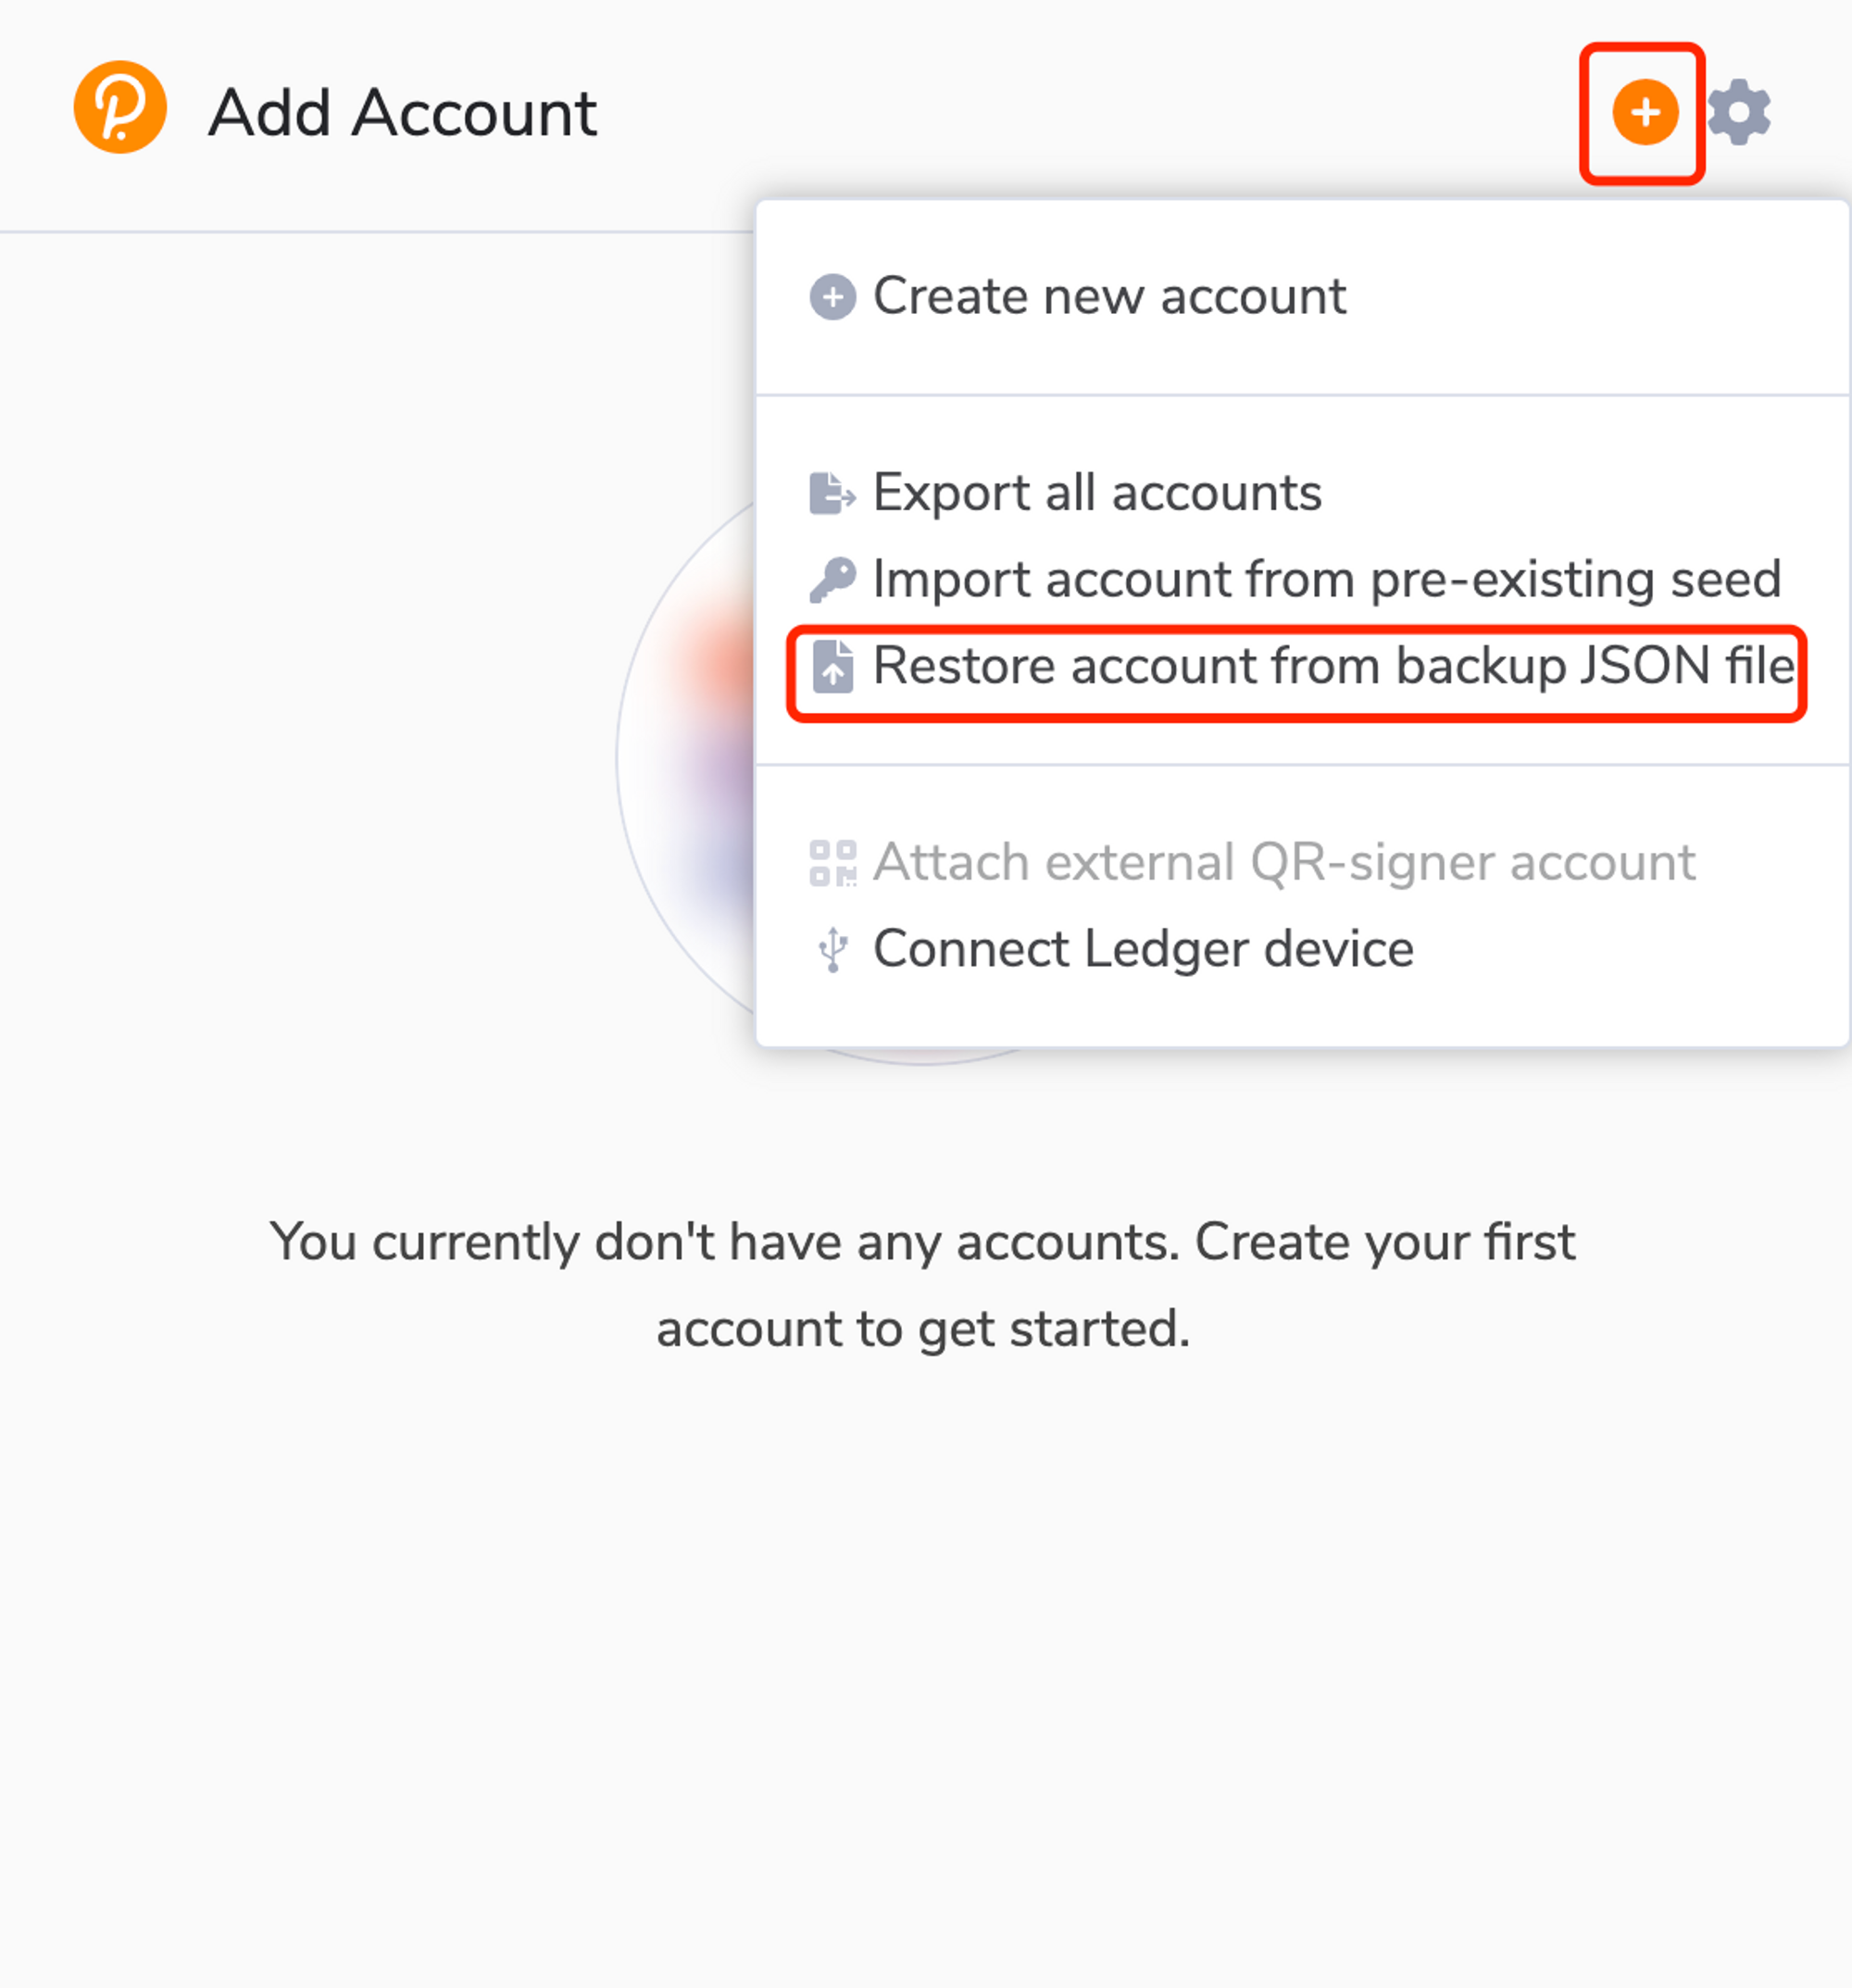 Add Account
Create new account
Export all accounts
Import account from pre-existing seed
Restore account from backup JSON file
Attach external QR-signer account
Connect Ledger device
You currently don't have any accounts. Create your first
account to get started.